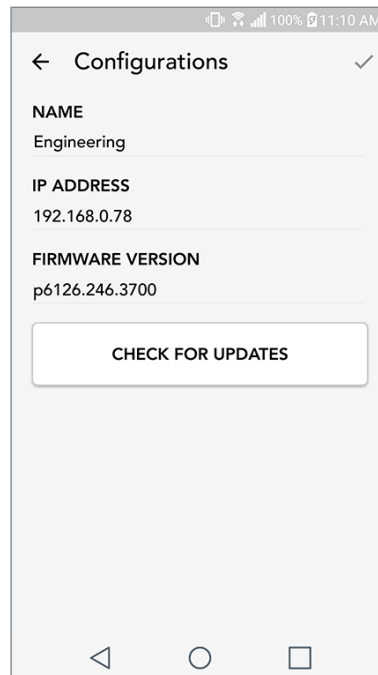 100% 11:10 AM
Configurations
NAME
Engineering
IP ADDRESS
192.168.0.78
FIRMWARE VERSION
p6126.246.3700
CHECK FOR UPDATES